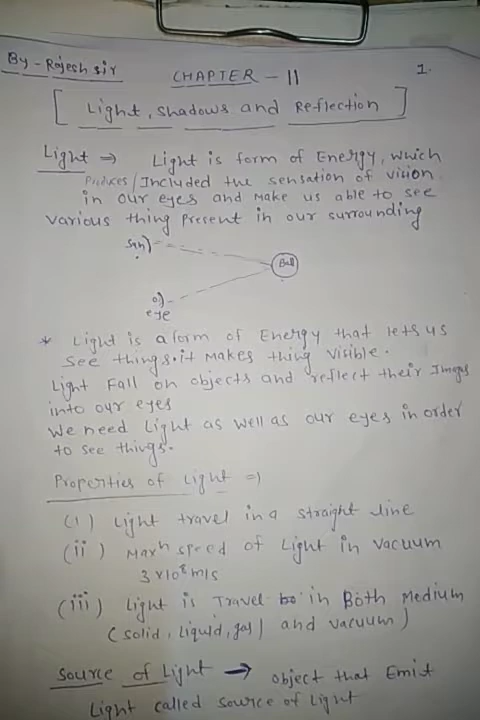 By - Rajesh sir
CHAPTER - 11
1.
[ Light, shadows and Reflection ]
Light ⇒ Light is form of Energy, which
Produces/Included the sensation of vision
in our eyes and make us able to see
various thing present in our surrounding
Sun
Ball
eye
* Light is a form of Energy that lets us
see things. it makes thing visible.
Light Fall on objects and reflect their Images
into our eyes
We need Light as well as our eyes in order
to see things.
Properties of Light ⇒
(i) Light travel in a straight line
(ii) Maxn speed of Light in vacuum
3 x 10^8 m/s
(iii) Light is Travel in Both Medium
(solid, liquid, gas) and vacuum)
Source of Light → object that Emit
Light called source of Light